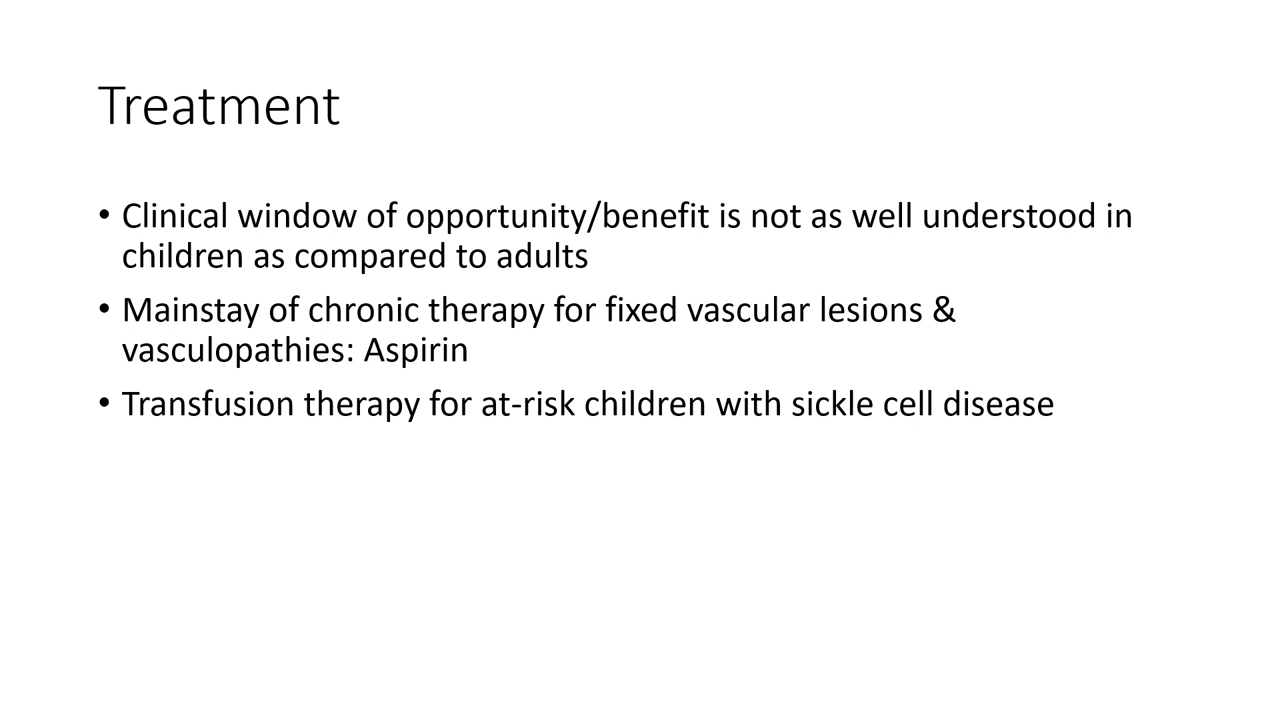 Treatment
• Clinical window of opportunity/benefit is not as well understood in
children as compared to adults
• Mainstay of chronic therapy for fixed vascular lesions &
vasculopathies: Aspirin
• Transfusion therapy for at-risk children with sickle cell disease